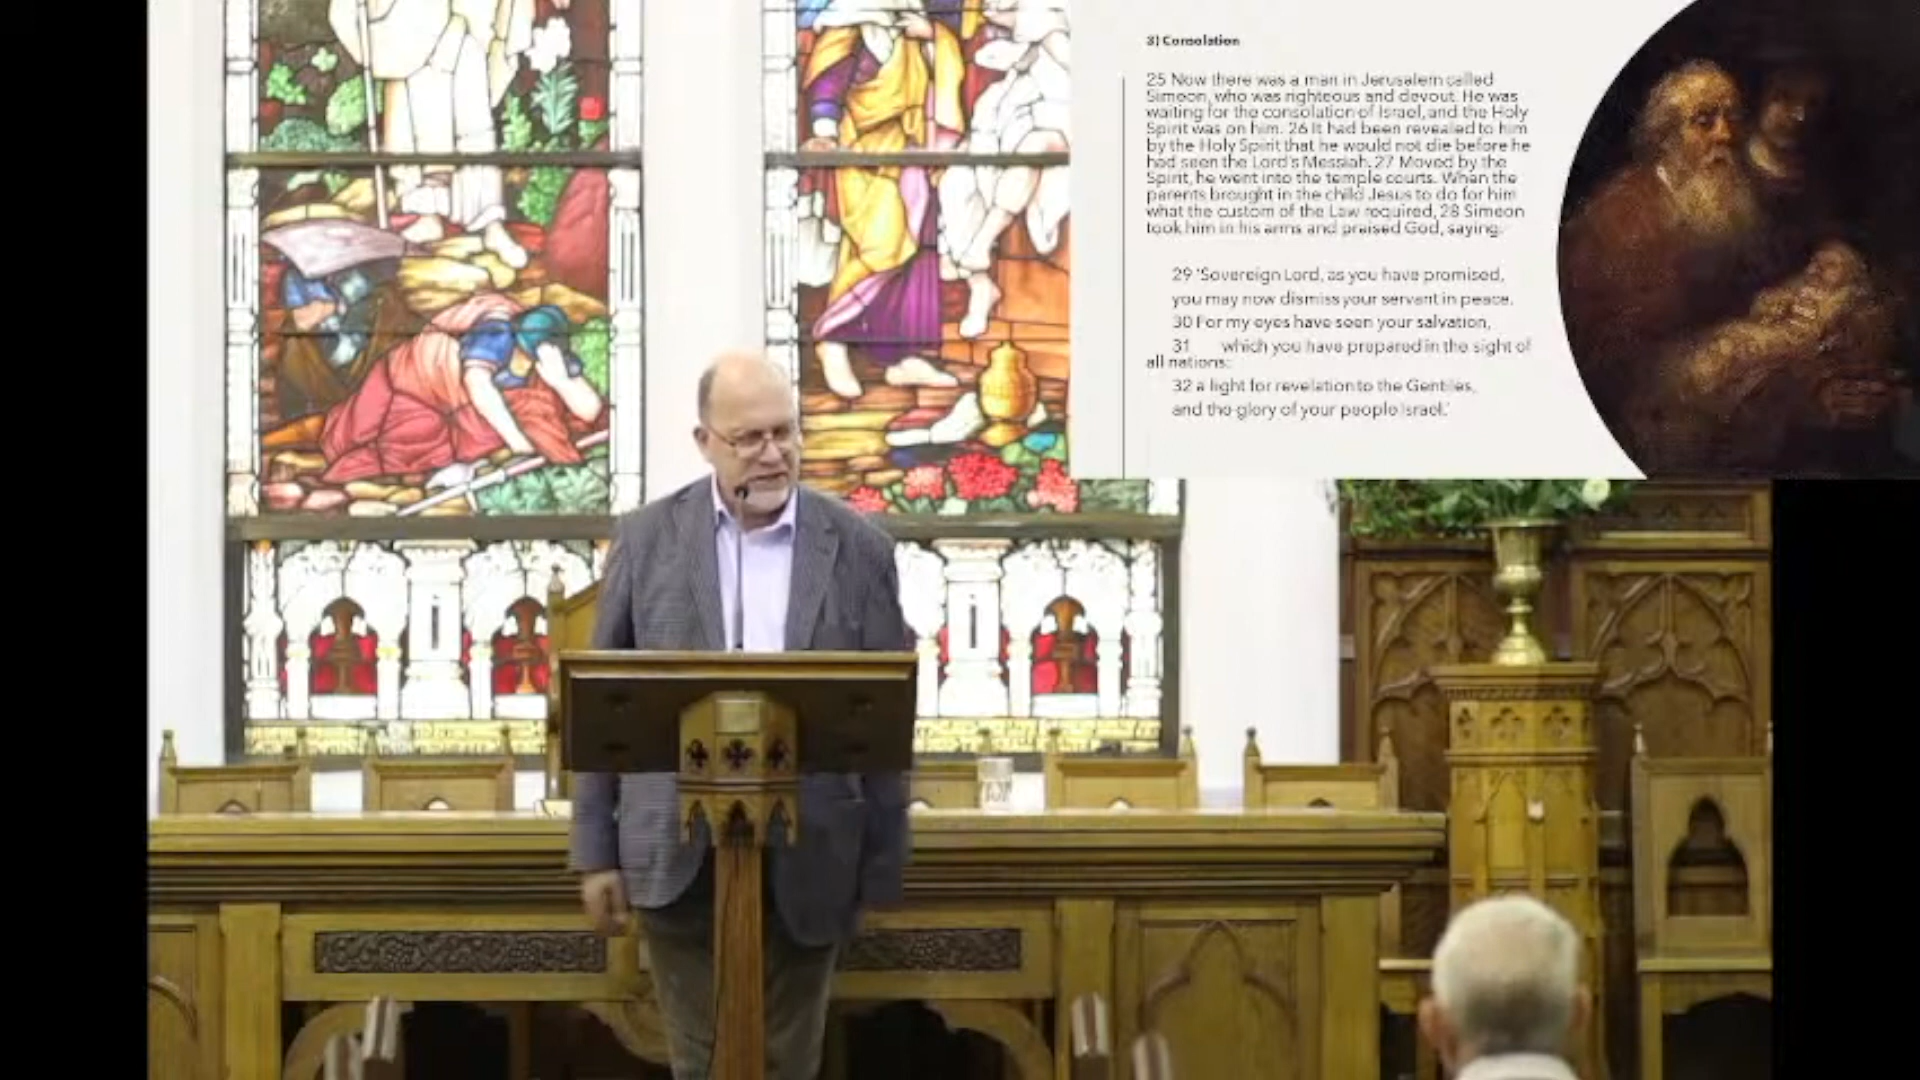 3) Consolation
25 Now there was a man in Jerusalem called
Simeon, who was righteous and devout. He was
waiting for the consolation of Israel, and the Holy
Spirit was on him. 26 It had been revealed to him
by the Holy Spirit that he would not die before he
had seen the Lord's Messiah. 27 Moved by the
Spirit, he went into the temple courts. When the
parents brought in the child Jesus to do for him
what the custom of the Law required, 28 Simeon
took him in his arms and praised God, saying:
29 'Sovereign Lord, as you have promised,
you may now dismiss your servant in peace.
30 For my eyes have seen your salvation,
31 which you have prepared in the sight of
all nations:
32 a light for revelation to the Gentiles,
and the glory of your people Israel.'